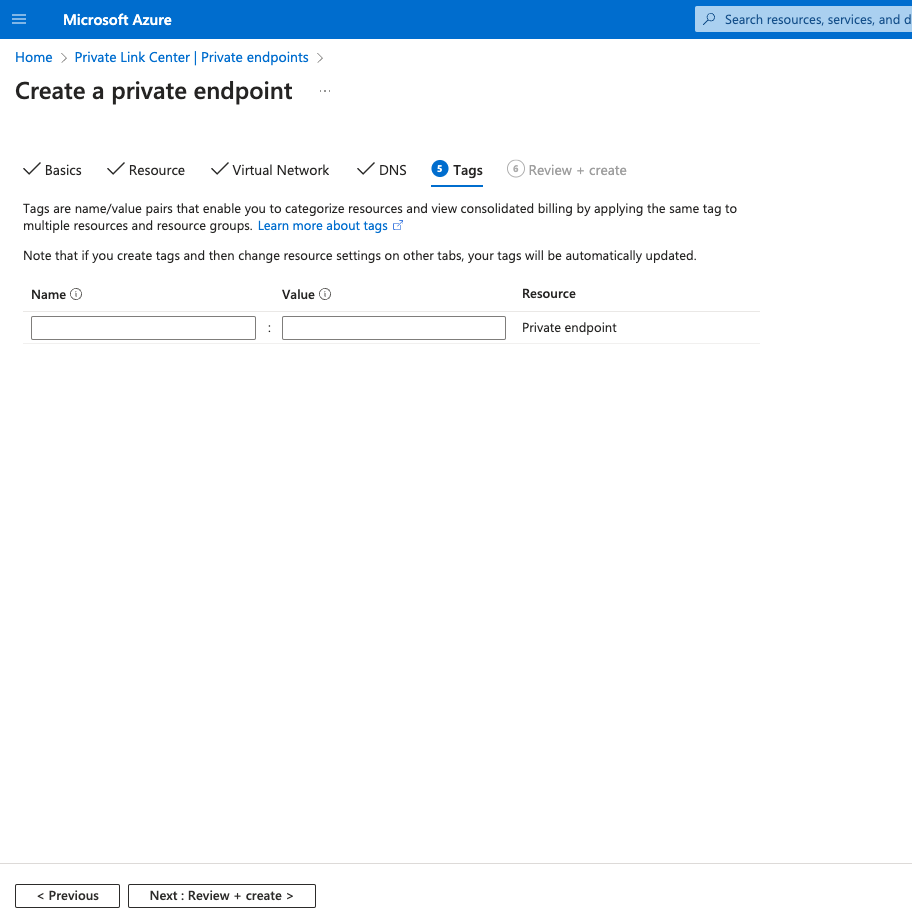 Microsoft Azure
Search resources, services, and d
Home > Private Link Center | Private endpoints >
Create a private endpoint ...
Basics Resource Virtual Network DNS 5 Tags 6 Review + create
Tags are name/value pairs that enable you to categorize resources and view consolidated billing by applying the same tag to
multiple resources and resource groups. Learn more about tags
Note that if you create tags and then change resource settings on other tabs, your tags will be automatically updated.
Name Value Resource
: Private endpoint
< Previous Next : Review + create >